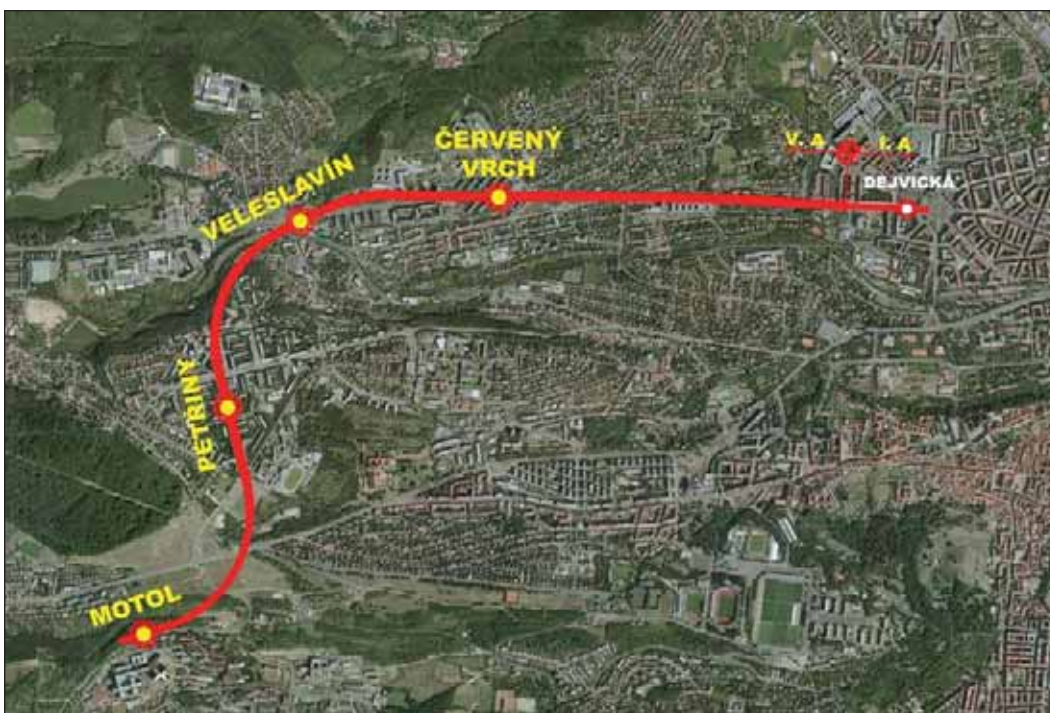 ČERVENÝ
VRCH
V. A
I. A
DEJVICKÁ
VELESLAVÍN
PETŘINY
MOTOL